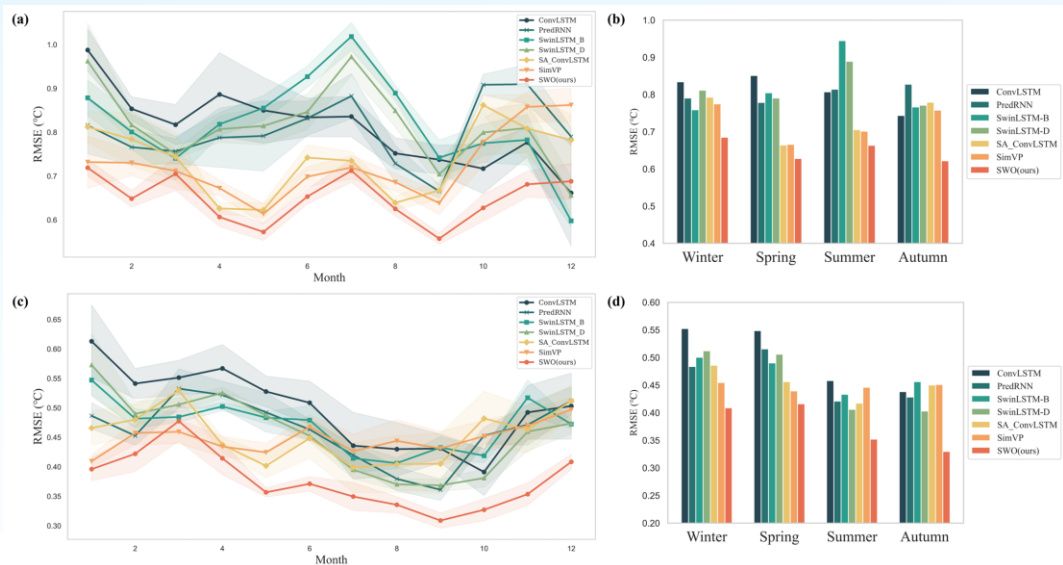 (a)
ConvLSTM
PredRNN
SwinLSTM_B
SwinLSTM_D
SA_ConvLSTM
SimVP
SWO(ours)
RMSE (°C)
1.0
0.9
0.8
0.7
0.6
2
4
6
8
10
12
Month
(b)
RMSE (°C)
1.0
0.9
0.8
0.7
0.6
0.5
0.4
Winter
Spring
Summer
Autumn
ConvLSTM
PredRNN
SwinLSTM-B
SwinLSTM-D
SA_ConvLSTM
SimVP
SWO(ours)
(c)
ConvLSTM
PredRNN
SwinLSTM_B
SwinLSTM_D
SA_ConvLSTM
SimVP
SWO(ours)
RMSE (°C)
0.65
0.60
0.55
0.50
0.45
0.40
0.35
0.30
2
4
6
8
10
12
Month
(d)
RMSE (°C)
0.60
0.55
0.50
0.45
0.40
0.35
0.30
0.25
0.20
Winter
Spring
Summer
Autumn
ConvLSTM
PredRNN
SwinLSTM-B
SwinLSTM-D
SA_ConvLSTM
SimVP
SWO(ours)